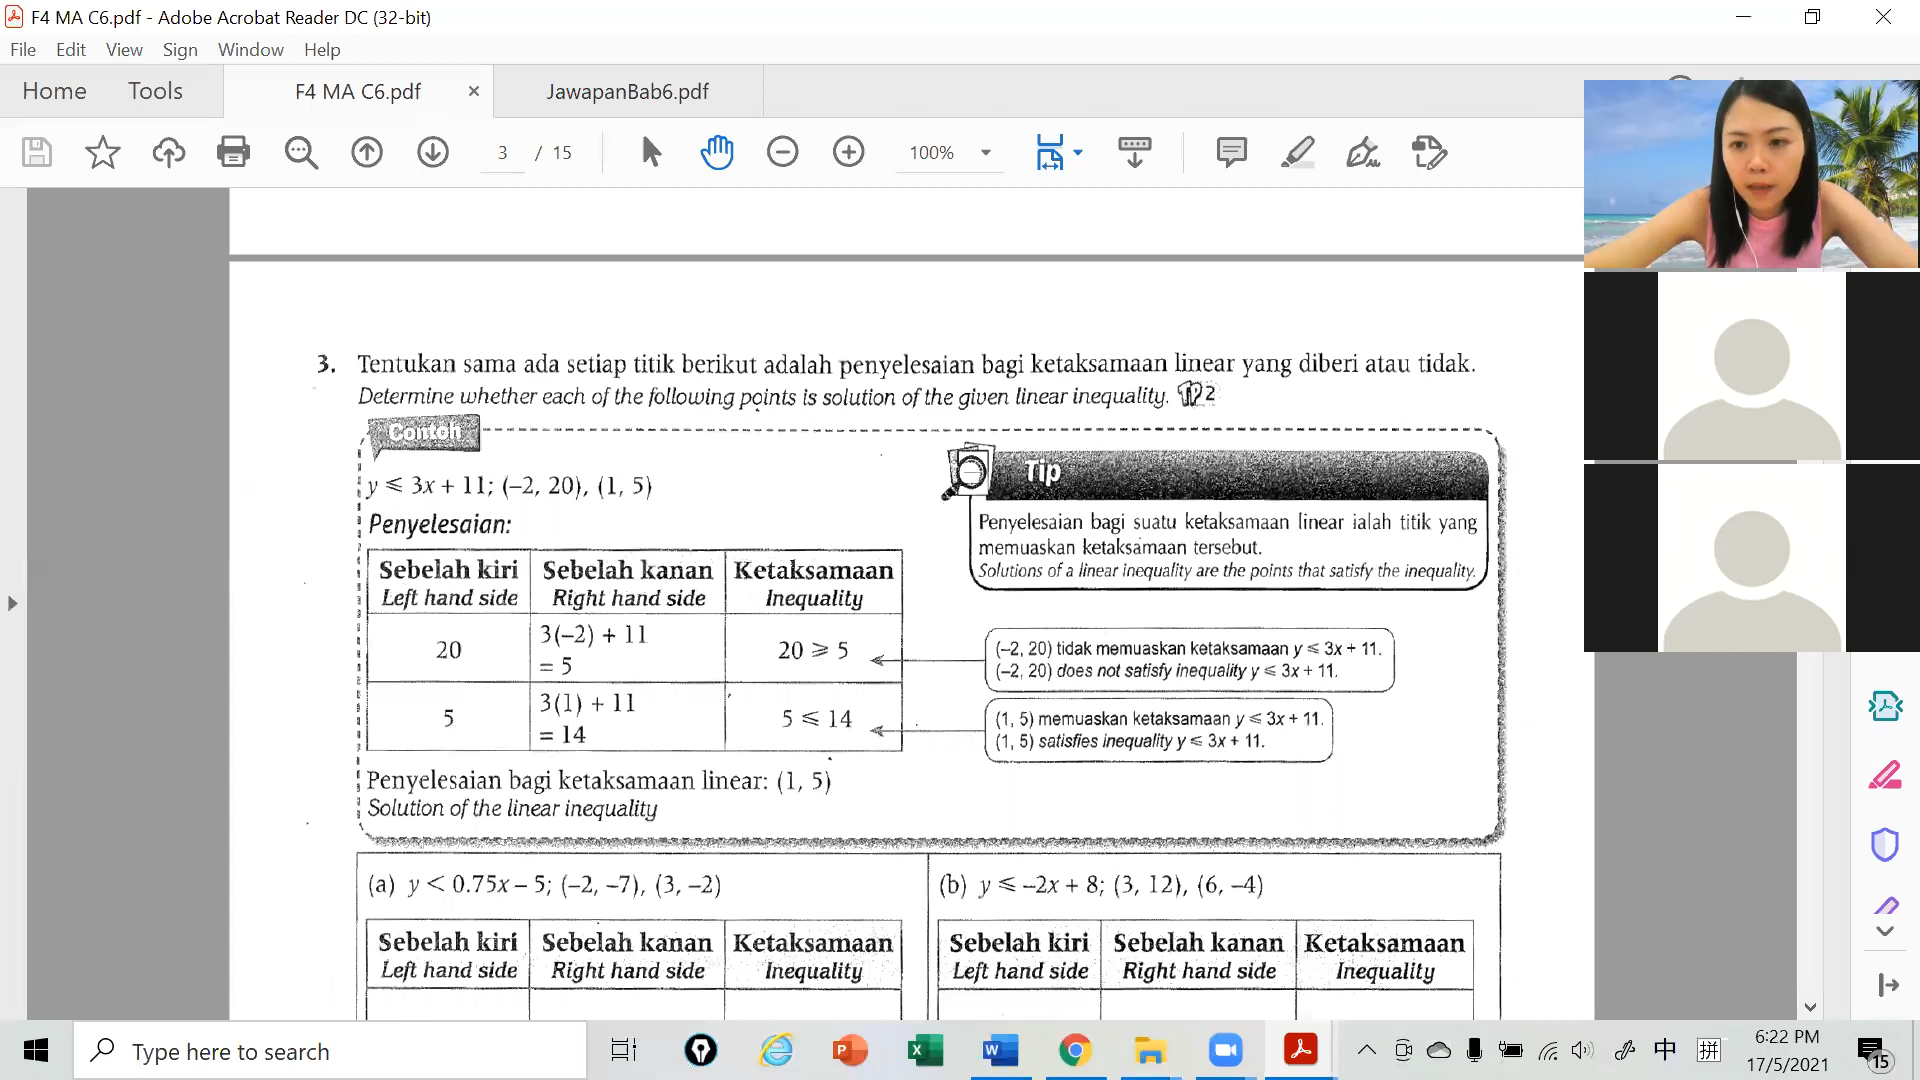 F4 MA C6.pdf - Adobe Acrobat Reader DC (32-bit)
File Edit View Sign Window Help
Home Tools F4 MA C6.pdf × JawapanBab6.pdf
3 / 15 100%
3. Tentukan sama ada setiap titik berikut adalah penyelesaian bagi ketaksamaan linear yang diberi atau tidak.
Determine whether each of the following points is solution of the given linear inequality. TP2
Contoh
y ⩽ 3x + 11; (–2, 20), (1, 5)
Penyelesaian:
Sebelah kiri Sebelah kanan Ketaksamaan
Left hand side Right hand side Inequality
20 3(–2) + 11 20 ⩾ 5
= 5
5 3(1) + 11 5 ⩽ 14
= 14
Tip
Penyelesaian bagi suatu ketaksamaan linear ialah titik yang
memuaskan ketaksamaan tersebut.
Solutions of a linear inequality are the points that satisfy the inequality.
(–2, 20) tidak memuaskan ketaksamaan y ⩽ 3x + 11.
(–2, 20) does not satisfy inequality y ⩽ 3x + 11.
(1, 5) memuaskan ketaksamaan y ⩽ 3x + 11.
(1, 5) satisfies inequality y ⩽ 3x + 11.
Penyelesaian bagi ketaksamaan linear: (1, 5)
Solution of the linear inequality
(a) y < 0.75x – 5; (–2, –7), (3, –2)
Sebelah kiri Sebelah kanan Ketaksamaan
Left hand side Right hand side Inequality
(b) y ⩽ –2x + 8; (3, 12), (6, –4)
Sebelah kiri Sebelah kanan Ketaksamaan
Left hand side Right hand side Inequality
Type here to search
中 拼
6:22 PM
17/5/2021
15